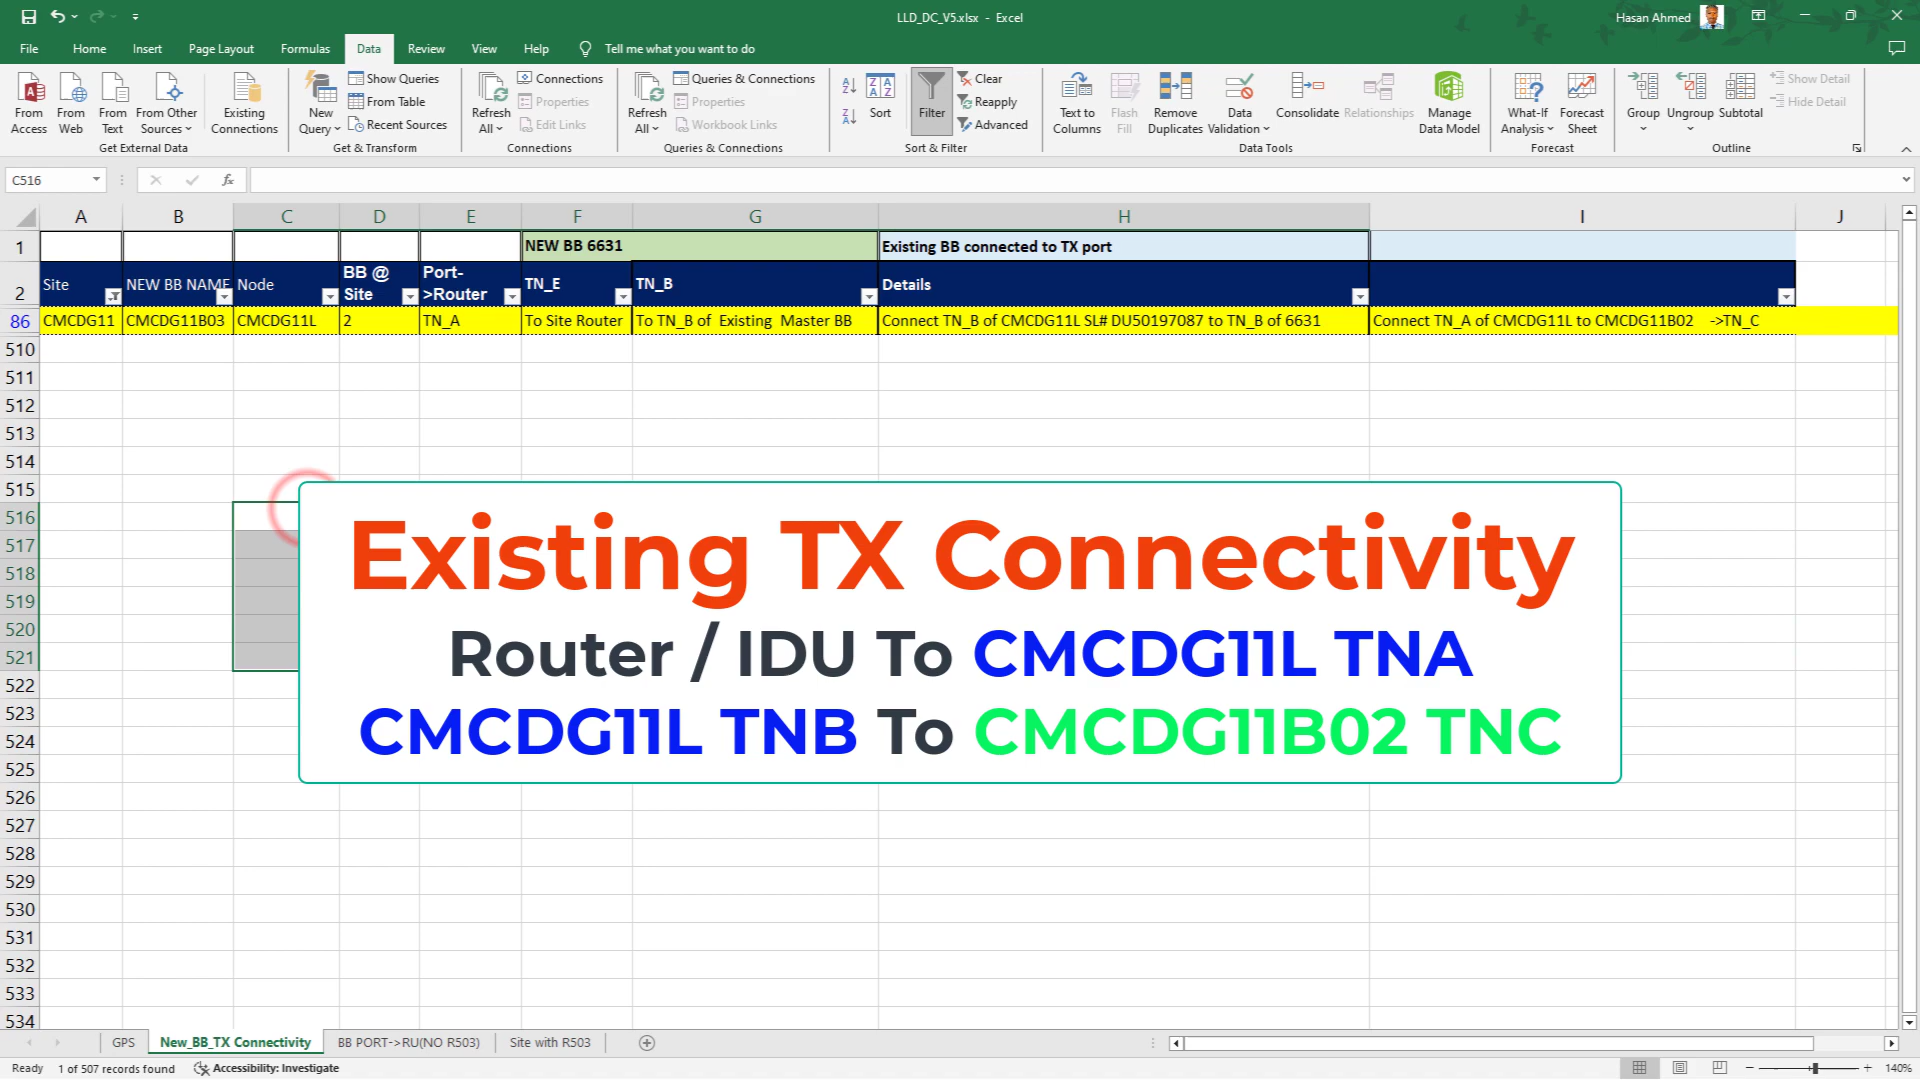 LLD_DC_V5.xlsx - Excel
Hasan Ahmed
File Home Insert Page Layout Formulas Data Review View Help Tell me what you want to do
From Access
From Web
From Text
From Other Sources
Existing Connections
Get External Data
New Query
Show Queries
From Table
Recent Sources
Get & Transform
Refresh All
Connections
Properties
Edit Links
Connections
Refresh All
Queries & Connections
Properties
Workbook Links
Queries & Connections
Sort
Filter
Clear
Reapply
Advanced
Sort & Filter
Text to Columns
Flash Fill
Remove Duplicates
Data Validation
Consolidate
Relationships
Manage Data Model
Data Tools
What-If Analysis
Forecast Sheet
Forecast
Group
Ungroup
Subtotal
Show Detail
Hide Detail
Outline
C516
fx
A B C D E F G H I J
1 NEW BB 6631 Existing BB connected to TX port
2 Site NEW BB NAME Node BB @ Site Port->Router TN_E TN_B Details
86 CMCDG11 CMCDG11B03 CMCDG11L 2 TN_A To Site Router To TN_B of Existing Master BB Connect TN_B of CMCDG11L SL# DU50197087 to TN_B of 6631 Connect TN_A of CMCDG11L to CMCDG11B02 ->TN_C
510
511
512
513
514
515
516
517
518
519
520
521
522
523
524
525
526
527
528
529
530
531
532
533
534
Existing TX Connectivity
Router / IDU To CMCDG11L TNA
CMCDG11L TNB To CMCDG11B02 TNC
GPS New_BB_TX Connectivity BB PORT->RU(NO R503) Site with R503
Ready 1 of 507 records found Accessibility: Investigate 140%